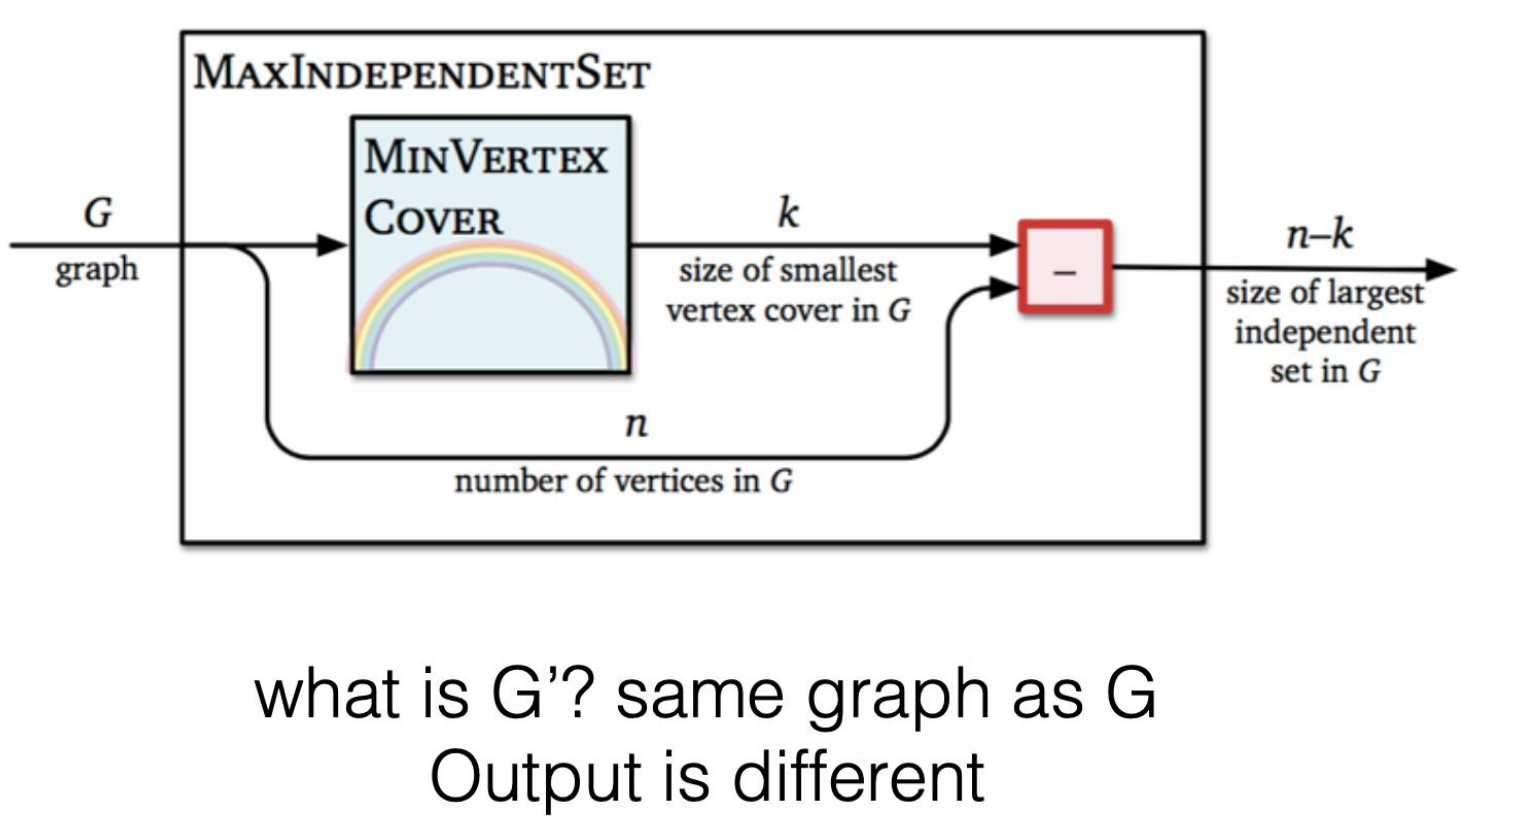 MAXINDEPENDENTSET
MINVERTEX
COVER
G
graph
k
size of smallest
vertex cover in G
–
n–k
size of largest
independent
set in G
n
number of vertices in G
what is G’? same graph as G
Output is different